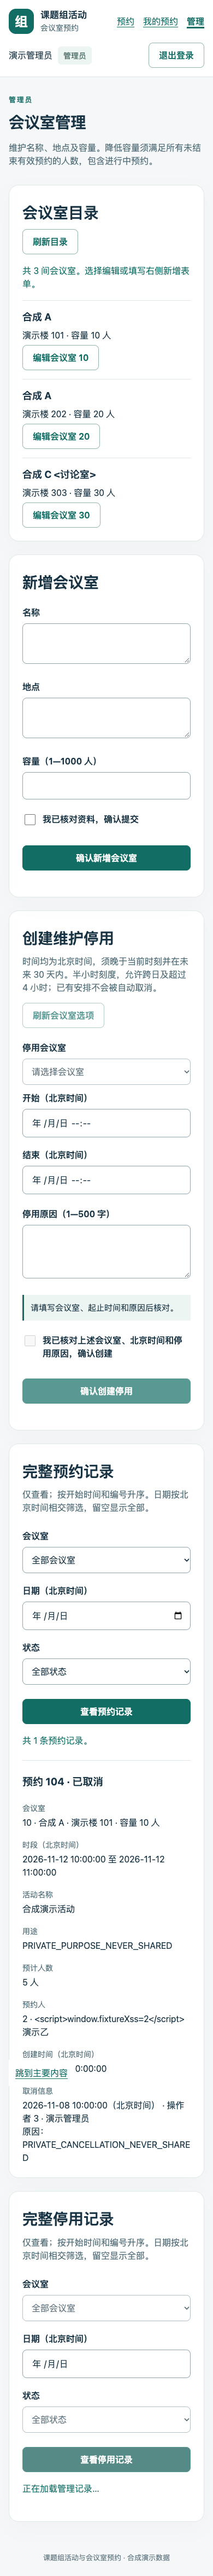 组
课题组活动
会议室预约
预约
我的预约
管理
演示管理员
管理员
退出登录
管理员
会议室管理
维护名称、地点及容量。降低容量须满足所有未结
束有效预约的人数，包含进行中预约。
会议室目录
刷新目录
共 3 间会议室。选择编辑或填写右侧新增表
单。
合成 A
演示楼 101 · 容量 10 人
编辑会议室 10
合成 A
演示楼 202 · 容量 20 人
编辑会议室 20
合成 C <讨论室>
演示楼 303 · 容量 30 人
编辑会议室 30
新增会议室
名称
地点
容量（1—1000 人）
我已核对资料，确认提交
确认新增会议室
创建维护停用
时间均为北京时间，须晚于当前时刻并在未
来 30 天内。半小时刻度，允许跨日及超过
4 小时；已有安排不会被自动取消。
刷新会议室选项
停用会议室
请选择会议室
开始（北京时间）
年 /月/日 --:--
结束（北京时间）
年 /月/日 --:--
停用原因（1—500 字）
请填写会议室、起止时间和原因后核对。
我已核对上述会议室、北京时间和停
用原因，确认创建
确认创建停用
完整预约记录
仅查看；按开始时间和编号升序。日期按北
京时间相交筛选，留空显示全部。
会议室
全部会议室
日期（北京时间）
年 /月/日
状态
全部状态
查看预约记录
共 1 条预约记录。
预约 104 · 已取消
会议室
10 · 合成 A · 演示楼 101 · 容量 10 人
时段（北京时间）
2026-11-12 10:00:00 至 2026-11-12
11:00:00
活动名称
合成演示活动
用途
PRIVATE_PURPOSE_NEVER_SHARED
预计人数
5 人
预约人
2 · <script>window.fixtureXss=2</script>
演示乙
创建时间（北京时间）
跳到主要内容
0:00:00
取消信息
2026-11-08 10:00:00（北京时间） · 操作
者 3 · 演示管理员
原因：
PRIVATE_CANCELLATION_NEVER_SHARE
D
完整停用记录
仅查看；按开始时间和编号升序。日期按北
京时间相交筛选，留空显示全部。
会议室
全部会议室
日期（北京时间）
年 /月/日
状态
全部状态
查看停用记录
正在加载管理记录…
课题组活动与会议室预约 · 合成演示数据